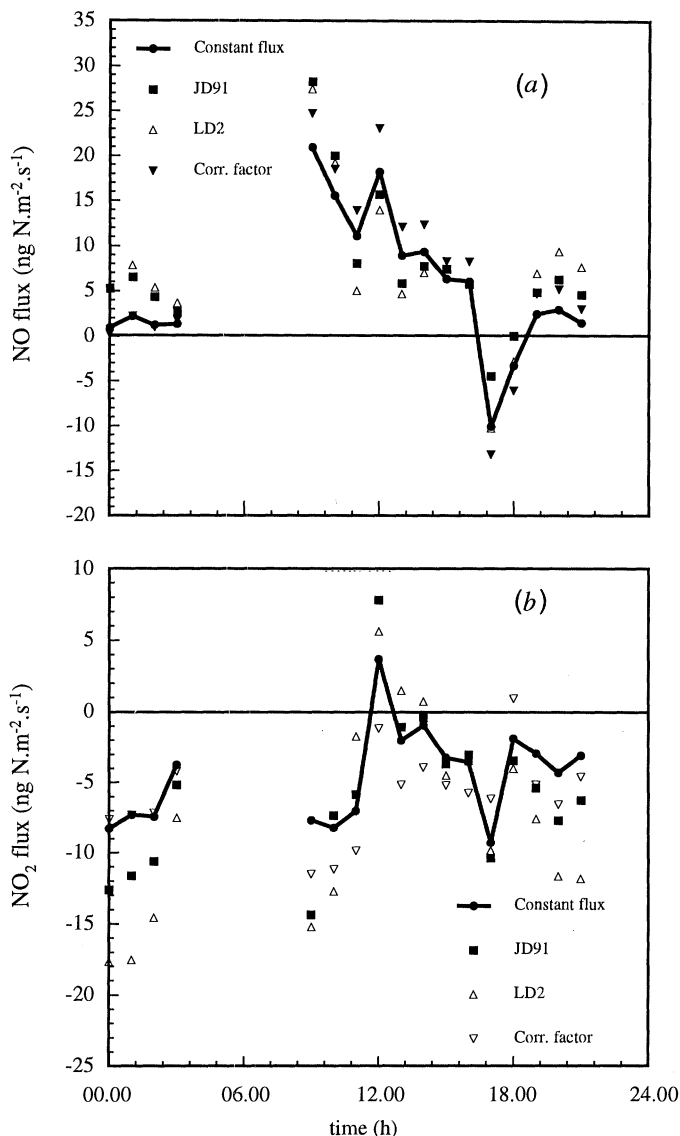 35
30
25
20
15
10
5
0
-5
-10
-15
-20
NO flux (ng N.m-2.s-1)
Constant flux
JD91
LD2
Corr. factor
(a)
10
5
0
-5
-10
-15
-20
-25
NO2 flux (ng N.m-2.s-1)
(b)
Constant flux
JD91
LD2
Corr. factor
00.00 06.00 12.00 18.00 24.00
time (h)